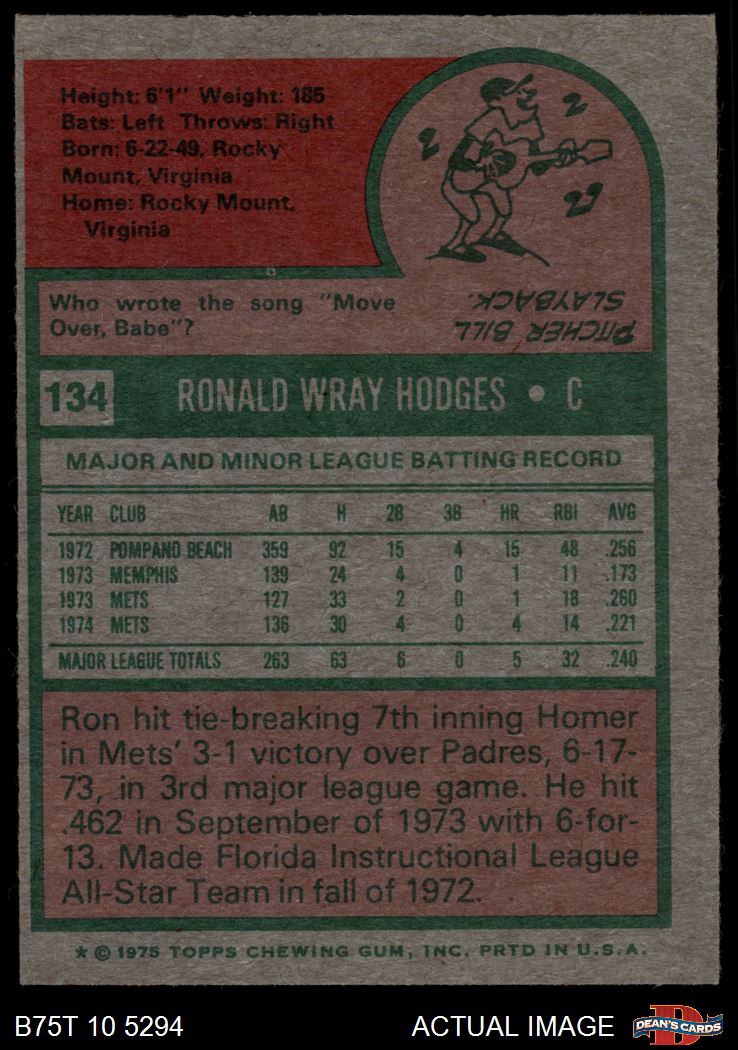 Height: 6'1" Weight: 185
Bats: Left Throws: Right
Born: 6-22-49, Rocky
Mount, Virginia
Home: Rocky Mount,
Virginia
Who wrote the song "Move
Over, Babe"?
PITCHER BILL
SLAYBACK.
134 RONALD WRAY HODGES • C
MAJOR AND MINOR LEAGUE BATTING RECORD
YEAR CLUB AB H 2B 3B HR RBI AVG
1972 POMPANO BEACH 359 92 15 4 15 48 .256
1973 MEMPHIS 139 24 4 0 1 11 .173
1973 METS 127 33 2 0 1 18 .260
1974 METS 136 30 4 0 4 14 .221
MAJOR LEAGUE TOTALS 263 63 6 0 5 32 .240
Ron hit tie-breaking 7th inning Homer
in Mets' 3-1 victory over Padres, 6-17-
73, in 3rd major league game. He hit
.462 in September of 1973 with 6-for-
13. Made Florida Instructional League
All-Star Team in fall of 1972.
* © 1975 TOPPS CHEWING GUM, INC. PRTD IN U.S.A.
B75T 10 5294 ACTUAL IMAGE DEAN'S CARDS